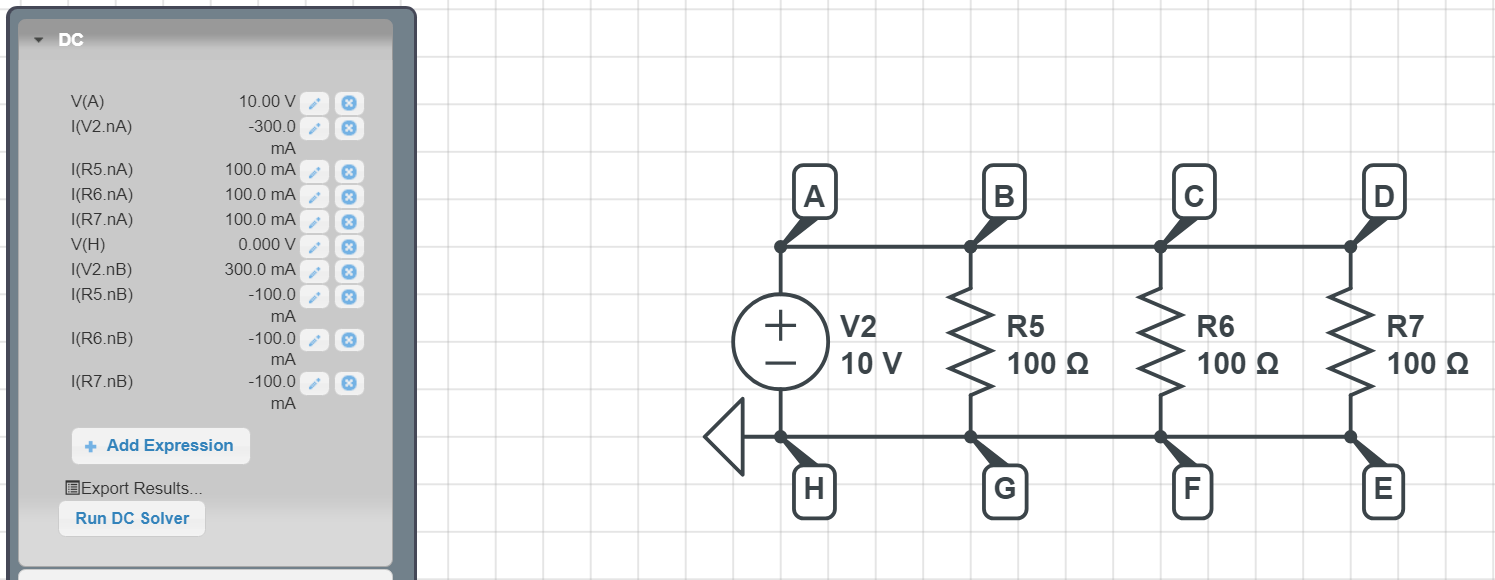 DC
V(A) 10.00 V
I(V2.nA) -300.0
mA
I(R5.nA) 100.0 mA
I(R6.nA) 100.0 mA
I(R7.nA) 100.0 mA
V(H) 0.000 V
I(V2.nB) 300.0 mA
I(R5.nB) -100.0
mA
I(R6.nB) -100.0
mA
I(R7.nB) -100.0
mA
Add Expression
Export Results...
Run DC Solver
A B C D
V2 R5 R6 R7
10 V 100 Ω 100 Ω 100 Ω
H G F E